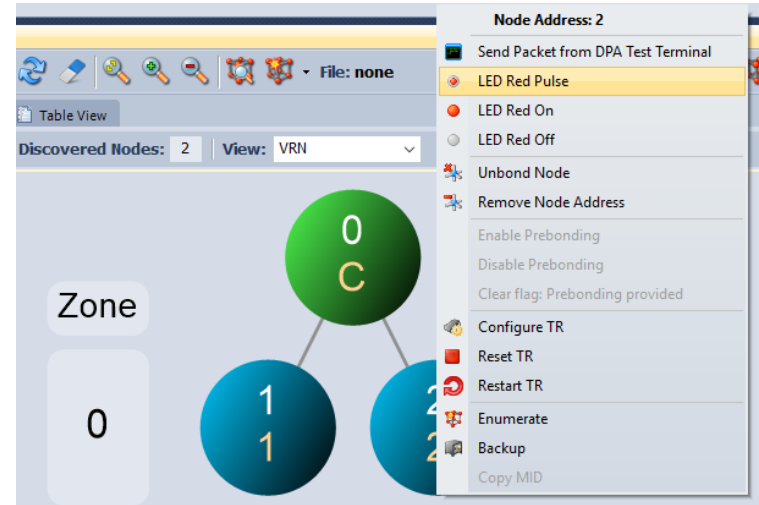 Node Address: 2
Send Packet from DPA Test Terminal
LED Red Pulse
LED Red On
LED Red Off
Unbond Node
Remove Node Address
Enable Prebonding
Disable Prebonding
Clear flag: Prebonding provided
Configure TR
Reset TR
Restart TR
Enumerate
Backup
Copy MID
File: none
Table View
Discovered Nodes: 2 View: VRN
0
C
Zone
0
1
1
2
2